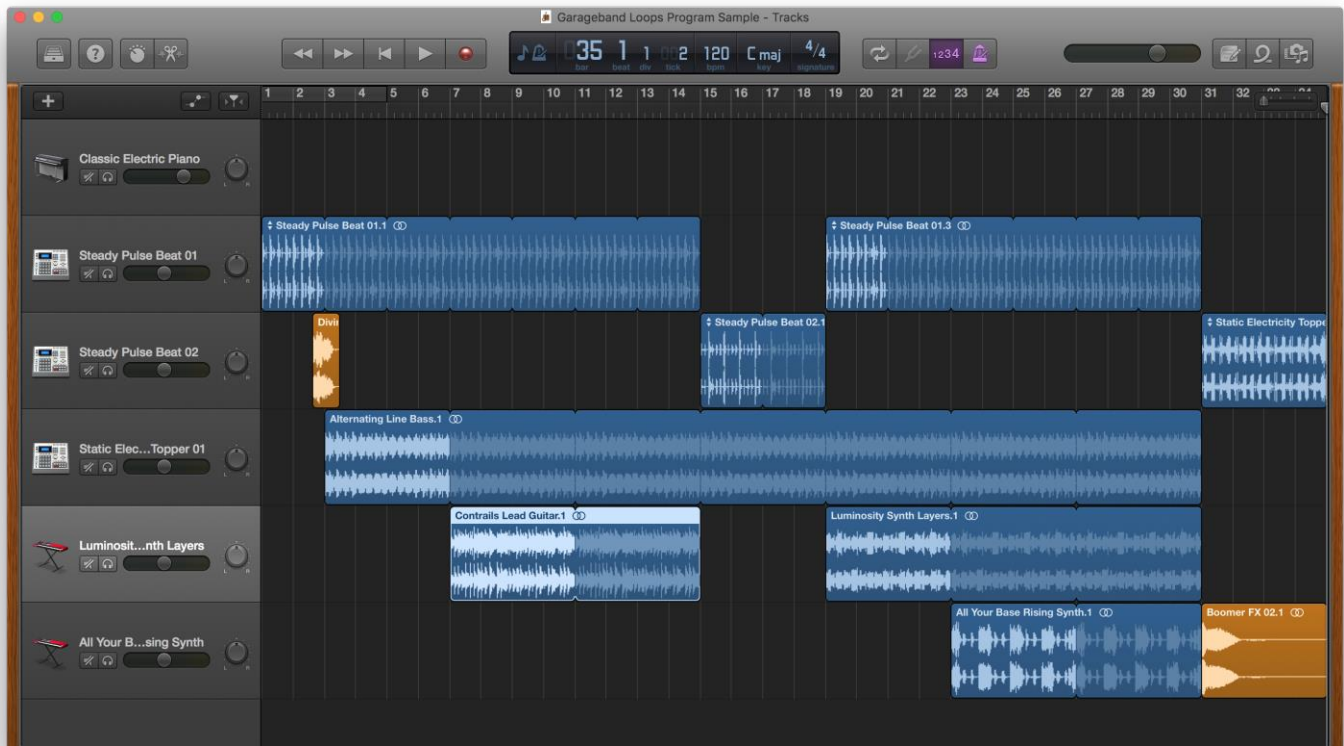 Garageband Loops Program Sample - Tracks
35 1 1 2 120 C maj 4/4
bar beat div tick bpm key signature
1234
1 2 3 4 5 6 7 8 9 10 11 12 13 14 15 16 17 18 19 20 21 22 23 24 25 26 27 28 29 30 31 32
Classic Electric Piano
L R
Steady Pulse Beat 01.1
Steady Pulse Beat 01.3
Steady Pulse Beat 01
L R
Divi
Steady Pulse Beat 02.1
Static Electricity Toppe
Steady Pulse Beat 02
L R
Alternating Line Bass.1
Static Elec...Topper 01
L R
Contrails Lead Guitar.1
Luminosity Synth Layers.1
Luminosit...nth Layers
L R
All Your Base Rising Synth.1
Boomer FX 02.1
All Your B...sing Synth
L R